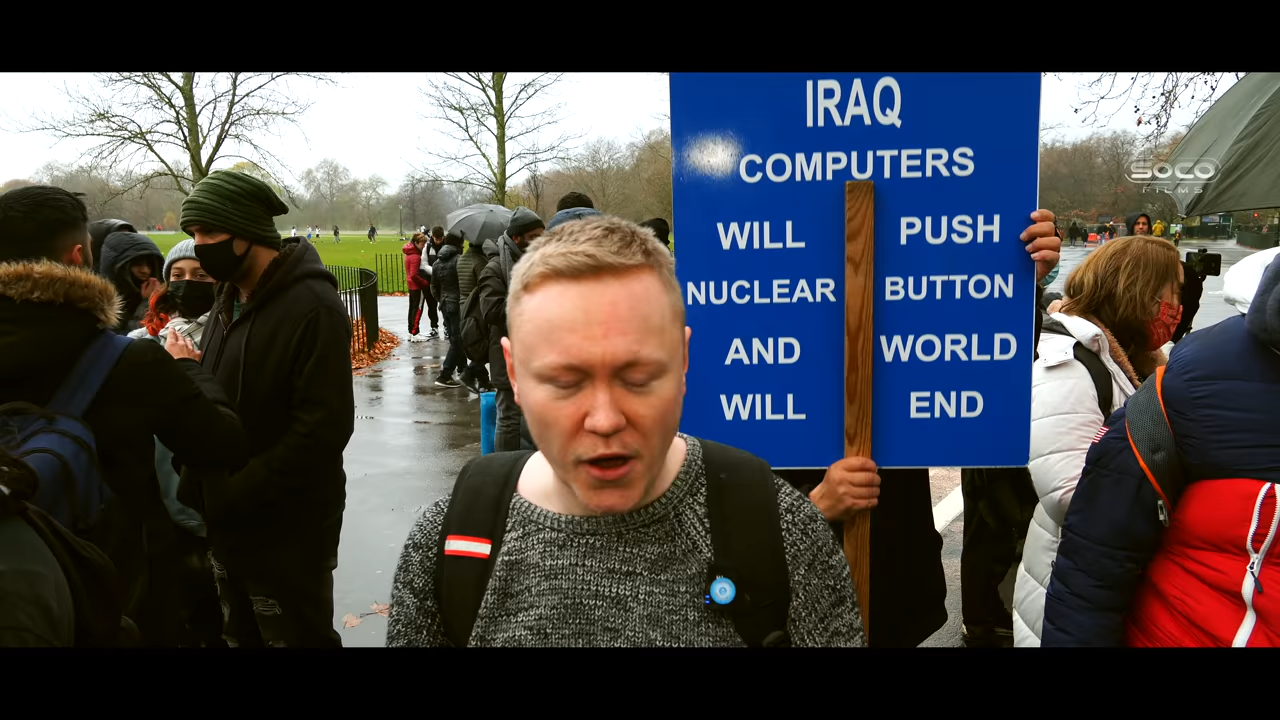 IRAQ
COMPUTERS
WILL PUSH
NUCLEAR BUTTON
AND WORLD
WILL END
SOCO
FILMS